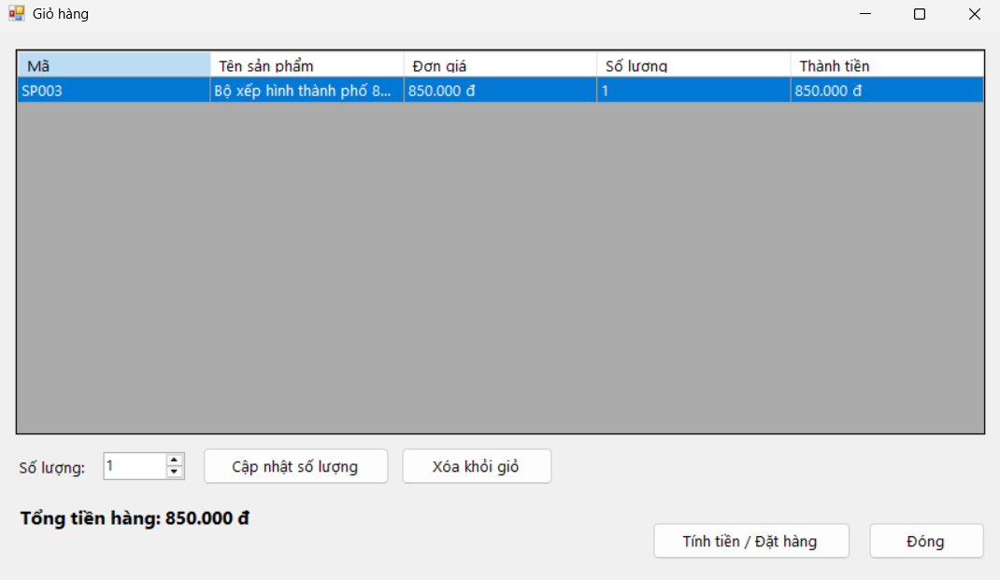 Giỏ hàng
Mã Tên sản phẩm Đơn giá Số lượng Thành tiền
SP003 Bộ xếp hình thành phố 8... 850.000 đ 1 850.000 đ
Số lượng: 1 Cập nhật số lượng Xóa khỏi giỏ
Tổng tiền hàng: 850.000 đ
Tính tiền / Đặt hàng Đóng